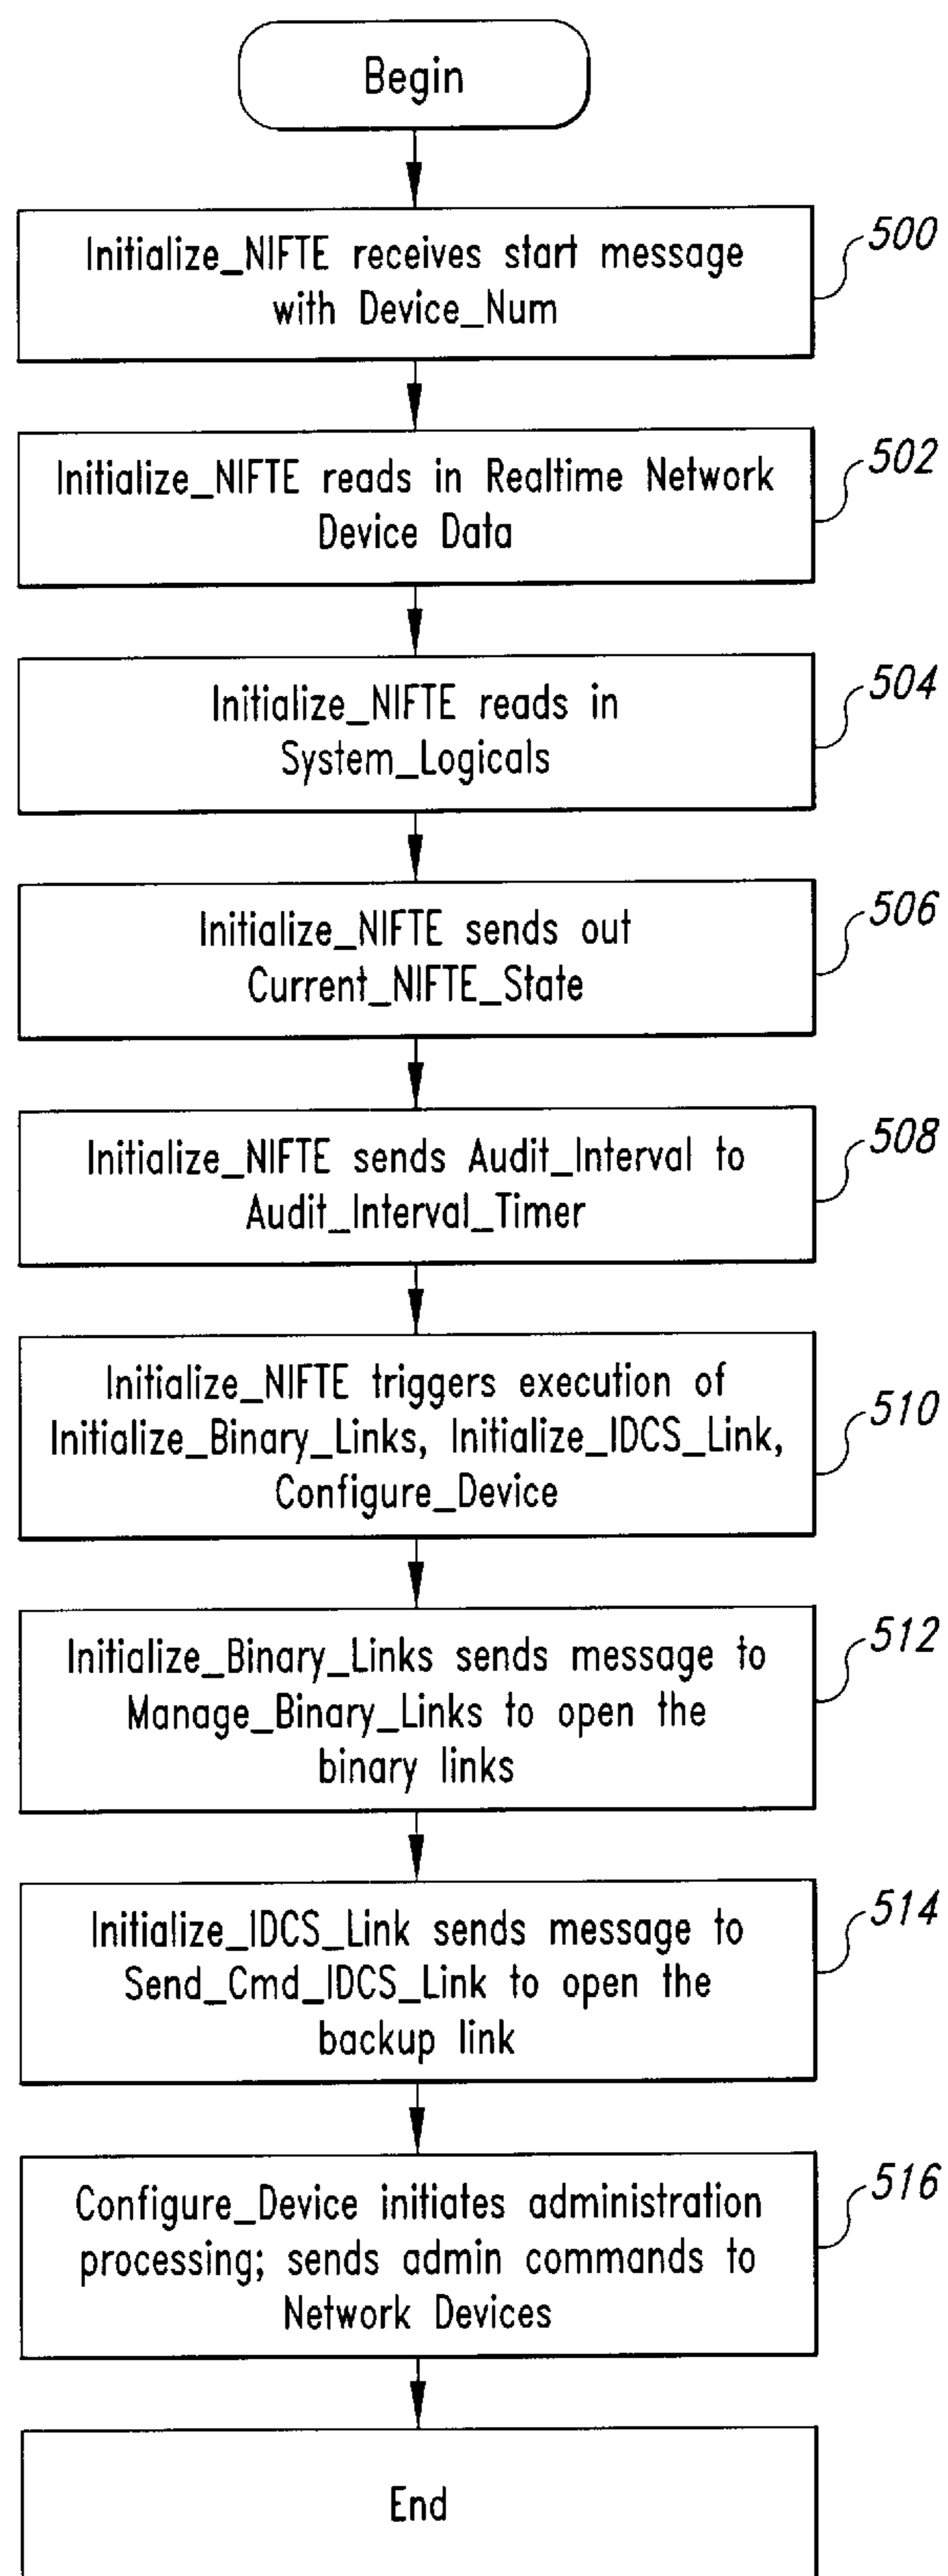 Begin
Initialize_NIFTE receives start message
with Device_Num
500
Initialize_NIFTE reads in Realtime Network
Device Data
502
Initialize_NIFTE reads in
System_Logicals
504
Initialize_NIFTE sends out
Current_NIFTE_State
506
Initialize_NIFTE sends Audit_Interval to
Audit_Interval_Timer
508
Initialize_NIFTE triggers execution of
Initialize_Binary_Links, Initialize_IDCS_Link,
Configure_Device
510
Initialize_Binary_Links sends message to
Manage_Binary_Links to open the
binary links
512
Initialize_IDCS_Link sends message to
Send_Cmd_IDCS_Link to open the
backup link
514
Configure_Device initiates administration
processing; sends admin commands to
Network Devices
516
End